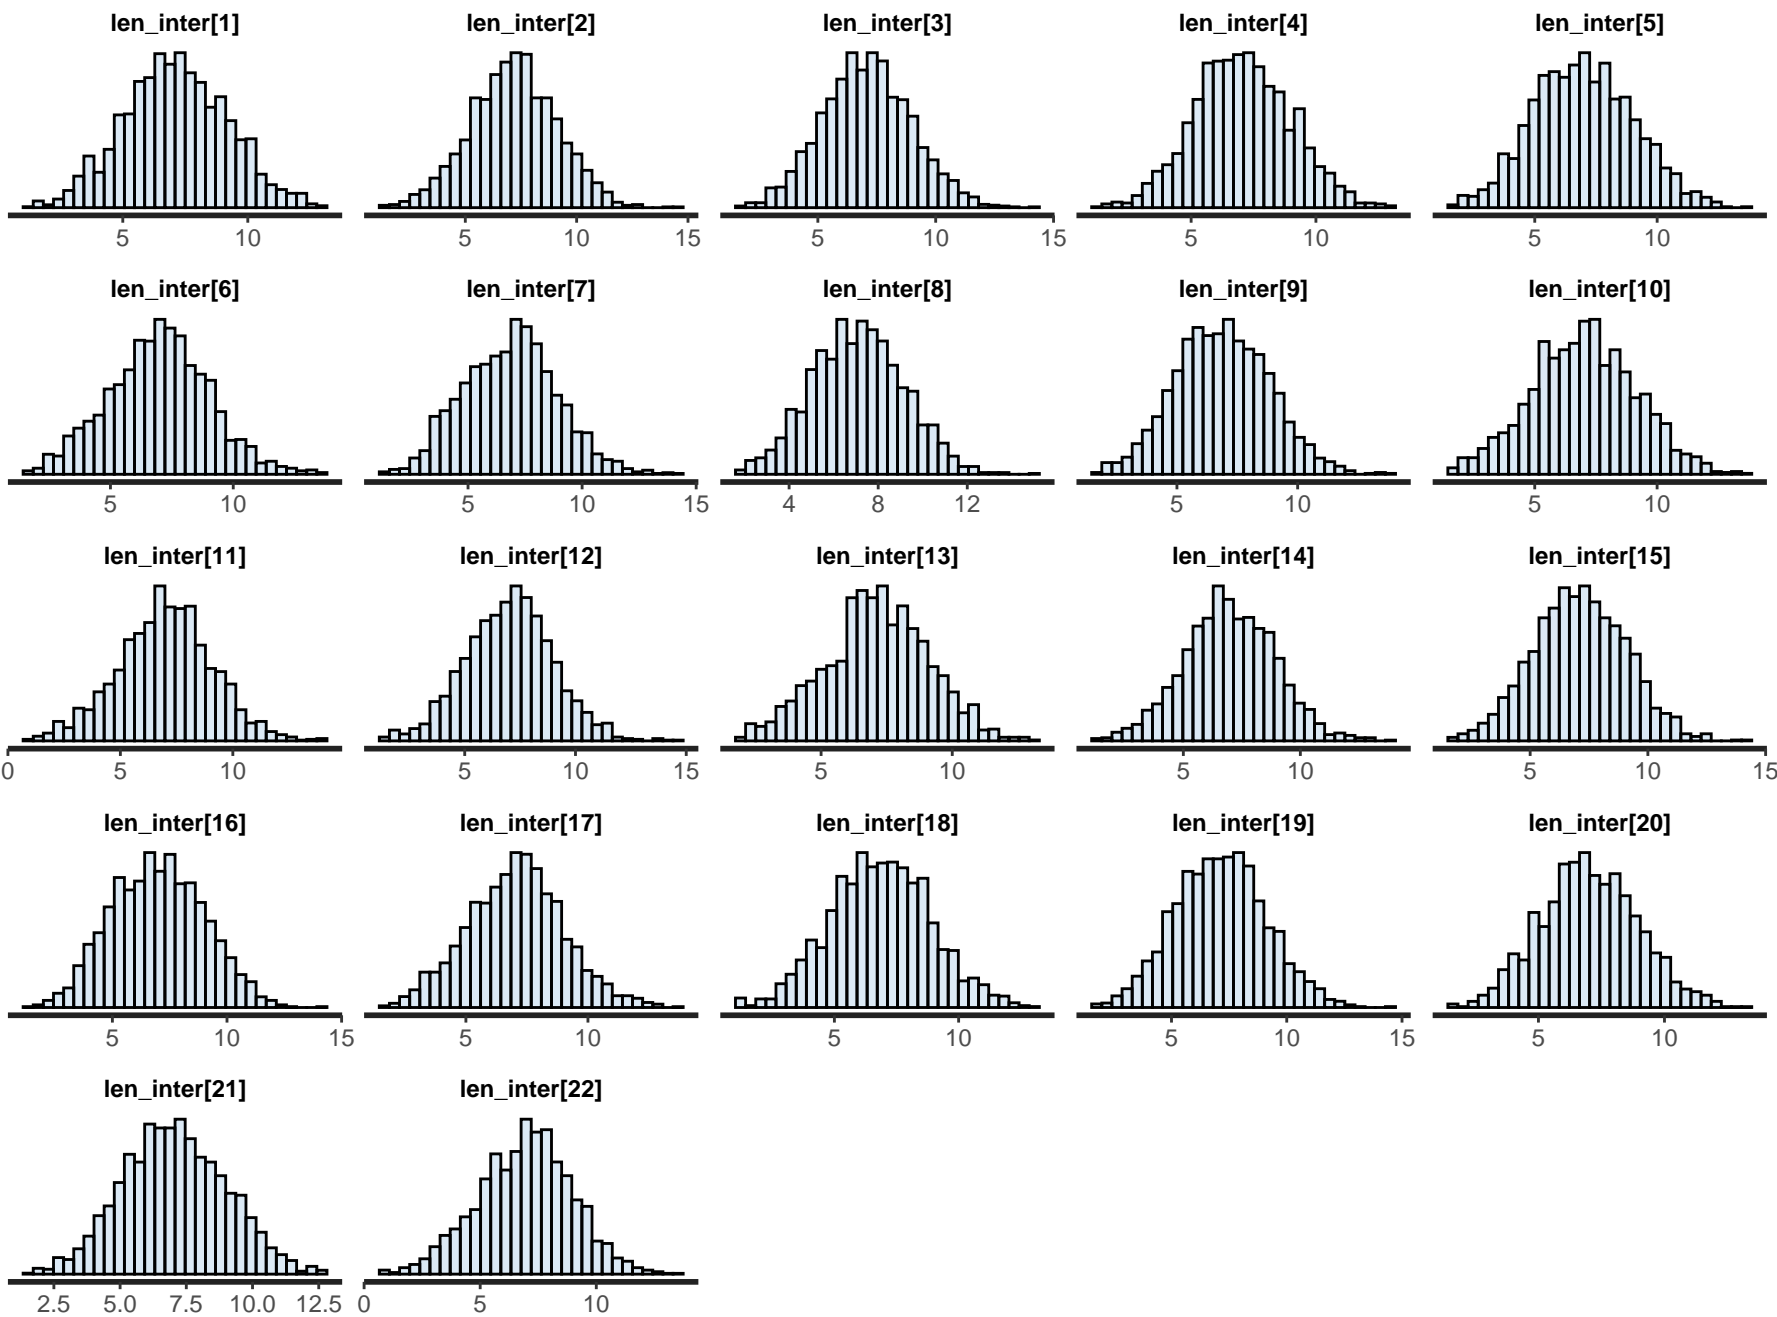 len_inter[1] len_inter[2] len_inter[3] len_inter[4] len_inter[5]
5 10 5 10 15 5 10 15 5 10 5 10
len_inter[6] len_inter[7] len_inter[8] len_inter[9] len_inter[10]
5 10 5 10 15 4 8 12 5 10 5 10
len_inter[11] len_inter[12] len_inter[13] len_inter[14] len_inter[15]
0 5 10 5 10 15 5 10 5 10 5 10 15
len_inter[16] len_inter[17] len_inter[18] len_inter[19] len_inter[20]
5 10 15 5 10 5 10 5 10 15 5 10
len_inter[21] len_inter[22]
2.5 5.0 7.5 10.0 12.5 0 5 10